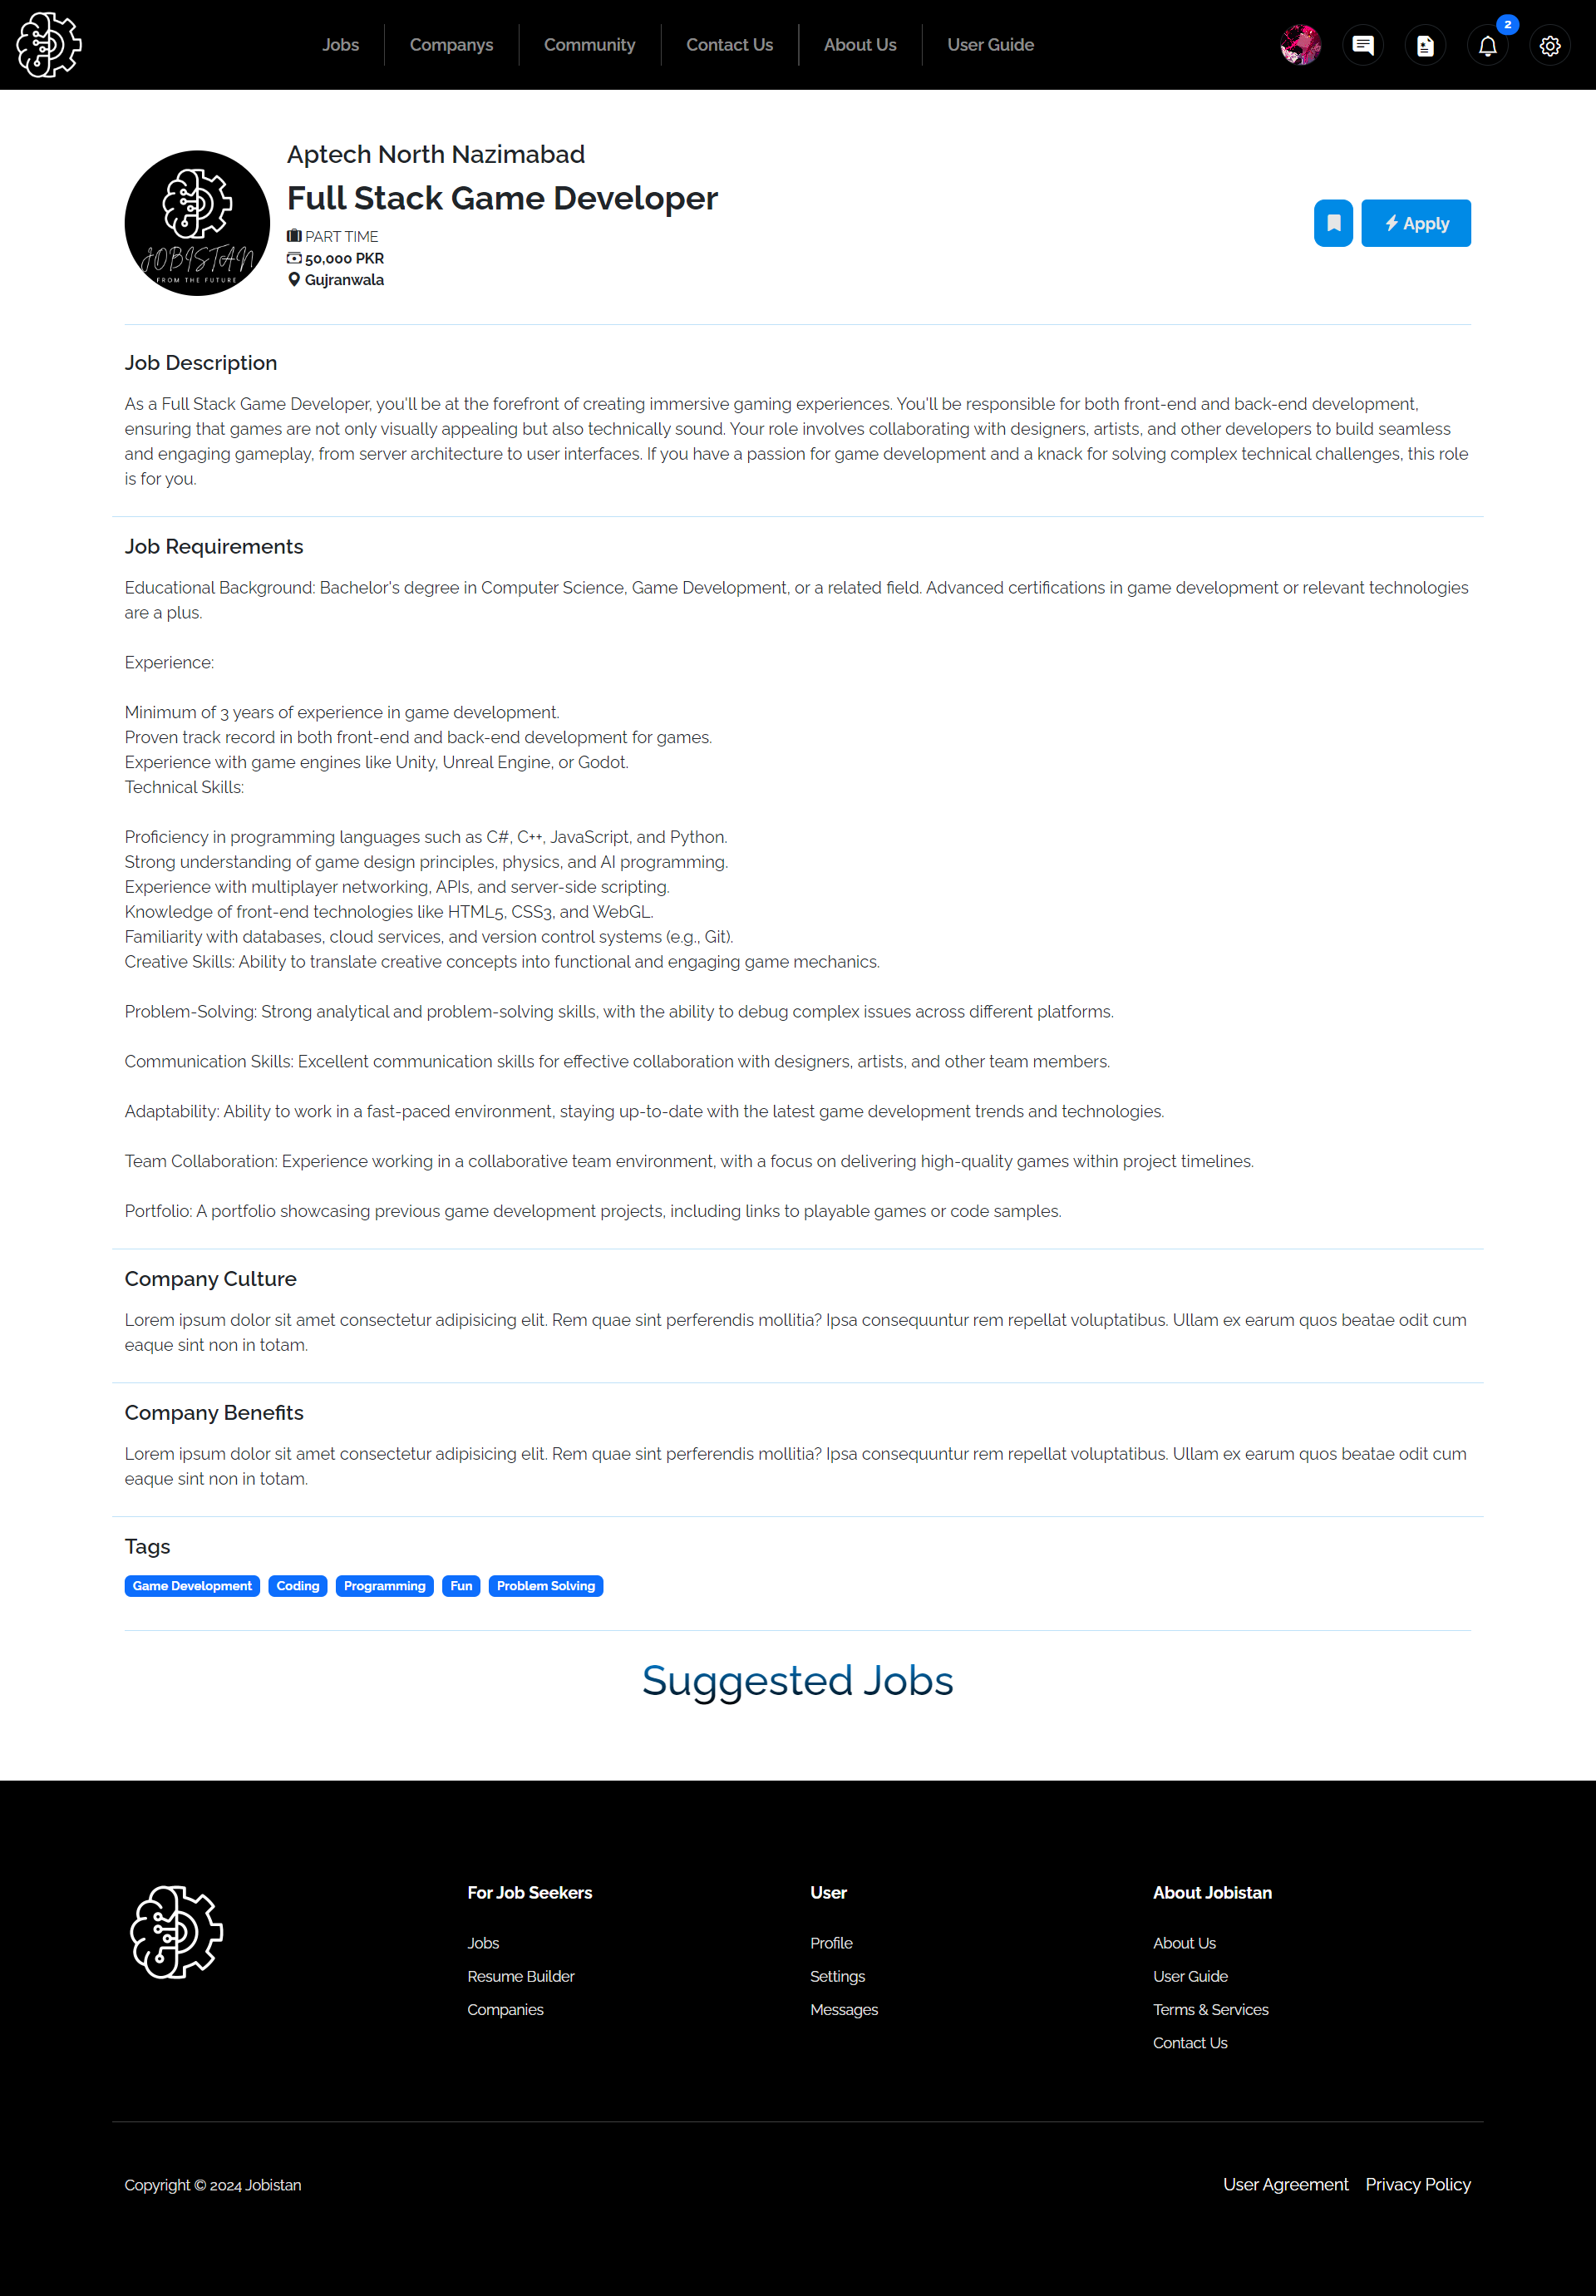 Jobs
Companys
Community
Contact Us
About Us
User Guide
2
JOBISTAN
FROM THE FUTURE
Aptech North Nazimabad
Full Stack Game Developer
PART TIME
50,000 PKR
Gujranwala
Apply
Job Description
As a Full Stack Game Developer, you'll be at the forefront of creating immersive gaming experiences. You'll be responsible for both front-end and back-end development,
ensuring that games are not only visually appealing but also technically sound. Your role involves collaborating with designers, artists, and other developers to build seamless
and engaging gameplay, from server architecture to user interfaces. If you have a passion for game development and a knack for solving complex technical challenges, this role
is for you.
Job Requirements
Educational Background: Bachelor's degree in Computer Science, Game Development, or a related field. Advanced certifications in game development or relevant technologies
are a plus.
Experience:
Minimum of 3 years of experience in game development.
Proven track record in both front-end and back-end development for games.
Experience with game engines like Unity, Unreal Engine, or Godot.
Technical Skills:
Proficiency in programming languages such as C#, C++, JavaScript, and Python.
Strong understanding of game design principles, physics, and AI programming.
Experience with multiplayer networking, APIs, and server-side scripting.
Knowledge of front-end technologies like HTML5, CSS3, and WebGL.
Familiarity with databases, cloud services, and version control systems (e.g., Git).
Creative Skills: Ability to translate creative concepts into functional and engaging game mechanics.
Problem-Solving: Strong analytical and problem-solving skills, with the ability to debug complex issues across different platforms.
Communication Skills: Excellent communication skills for effective collaboration with designers, artists, and other team members.
Adaptability: Ability to work in a fast-paced environment, staying up-to-date with the latest game development trends and technologies.
Team Collaboration: Experience working in a collaborative team environment, with a focus on delivering high-quality games within project timelines.
Portfolio: A portfolio showcasing previous game development projects, including links to playable games or code samples.
Company Culture
Lorem ipsum dolor sit amet consectetur adipisicing elit. Rem quae sint perferendis mollitia? Ipsa consequuntur rem repellat voluptatibus. Ullam ex earum quos beatae odit cum
eaque sint non in totam.
Company Benefits
Lorem ipsum dolor sit amet consectetur adipisicing elit. Rem quae sint perferendis mollitia? Ipsa consequuntur rem repellat voluptatibus. Ullam ex earum quos beatae odit cum
eaque sint non in totam.
Tags
Game Development Coding Programming Fun Problem Solving
Suggested Jobs
For Job Seekers
Jobs
Resume Builder
Companies
User
Profile
Settings
Messages
About Jobistan
About Us
User Guide
Terms & Services
Contact Us
Copyright © 2024 Jobistan
User Agreement Privacy Policy